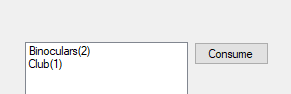 Binoculars(2)
Club(1)
Consume